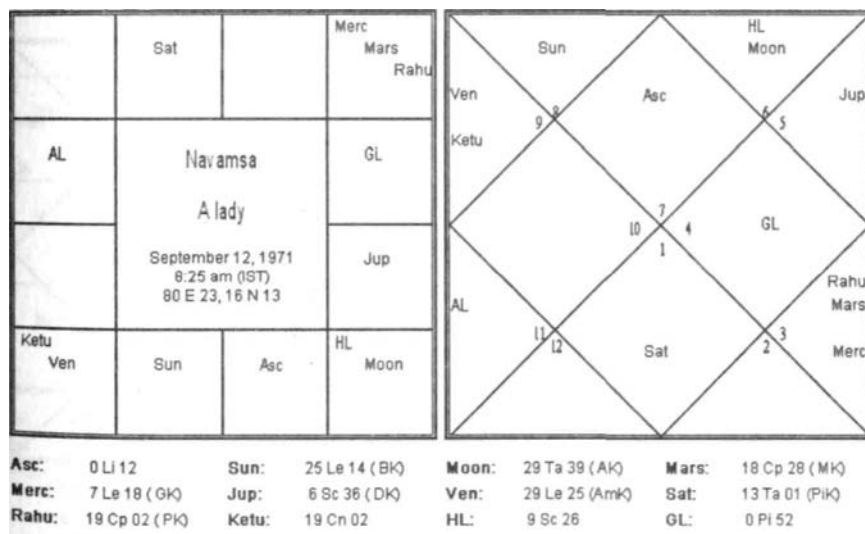 Sat
Merc
Mars
Rahu
AL
GL
Navamsa
A lady
September 12, 1971
8:25 am (IST)
80 E 23, 16 N 13
Jup
Ketu
Ven
Sun
Asc
HL
Moon
Sun
HL
Moon
Ven
Asc
Jup
8
6
9
5
Ketu
7
10
4
GL
1
Rahu
Mars
AL
11
3
12
2
Merc
Sat
Asc: 0 Li 12 Sun: 25 Le 14 (BK) Moon: 29 Ta 39 (AK) Mars: 18 Cp 28 (MK)
Merc: 7 Le 18 (GK) Jup: 6 Sc 36 (DK) Ven: 29 Le 25 (AmK) Sat: 13 Ta 01 (PiK)
Rahu: 19 Cp 02 (PK) Ketu: 19 Cn 02 HL: 9 Sc 26 GL: 0 Pi 52